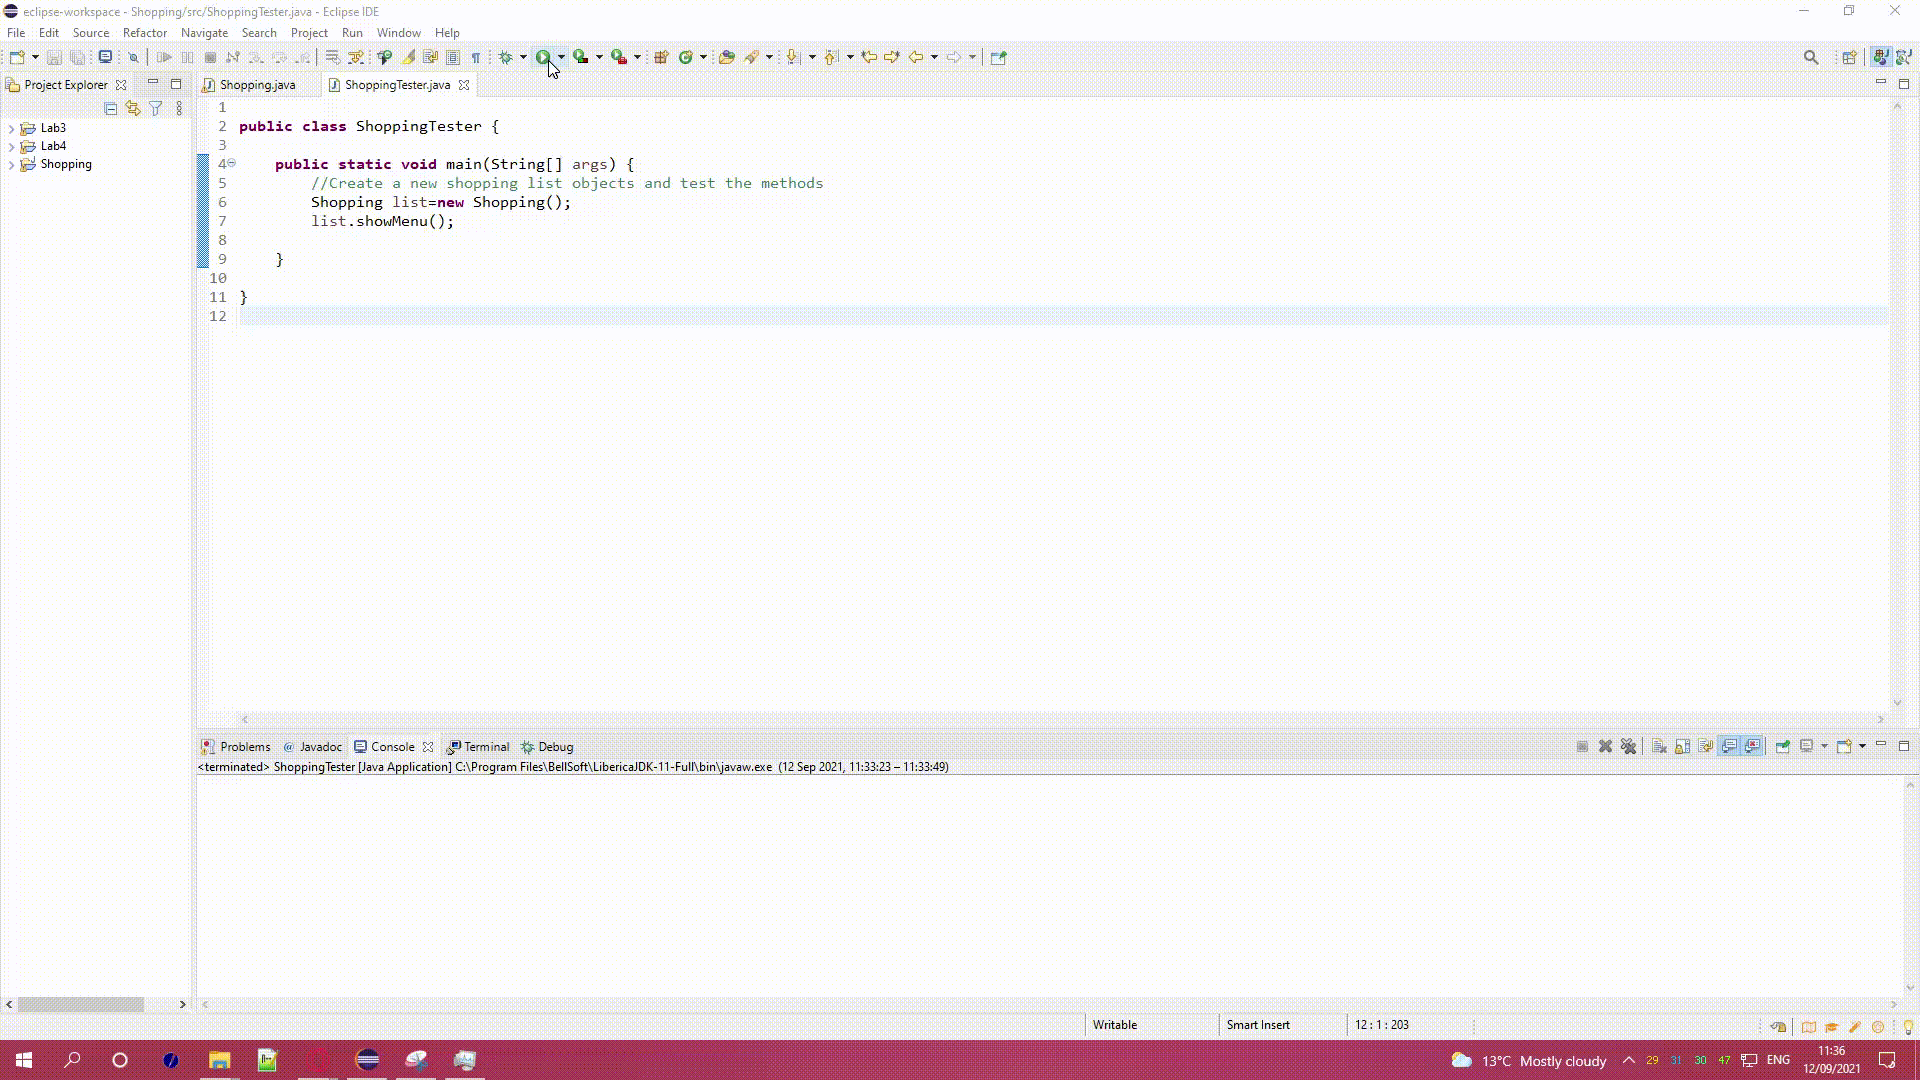 eclipse-workspace - Shopping/src/ShoppingTester.java - Eclipse IDE
File Edit Source Refactor Navigate Search Project Run Window Help
Project Explorer
Shopping.java ShoppingTester.java
Lab3
Lab4
Shopping
1
2 public class ShoppingTester {
3
4 public static void main(String[] args) {
5 //Create a new shopping list objects and test the methods
6 Shopping list=new Shopping();
7 list.showMenu();
8
9 }
10
11 }
12
Problems @ Javadoc Console Terminal Debug
<terminated> ShoppingTester [Java Application] C:\Program Files\BellSoft\LibericaJDK-11-Full\bin\javaw.exe (12 Sep 2021, 11:33:23 – 11:33:49)
Writable Smart Insert 12 : 1 : 203
13°C Mostly cloudy 29 31 30 47 ENG 11:36
12/09/2021